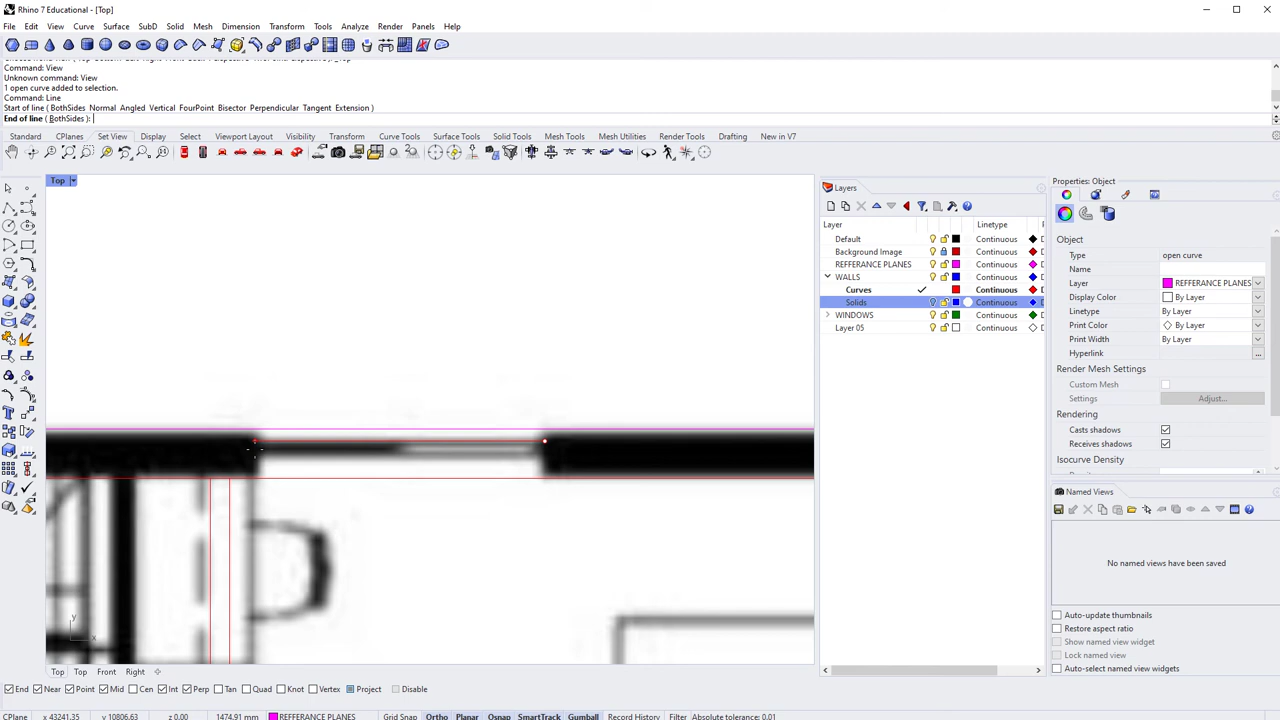 Rhino 7 Educational - [Top]
File Edit View Curve Surface Solid SubD Mesh Dimension Transform Tools Analyze Render Panels Help
Command: View
Unknown command: View
1 open curve added to selection.
Command: Line
Start of line ( BothSides Normal Angled Vertical FourPoint Bisector Perpendicular Tangent Extension )
End of line ( BothSides ):
Standard CPlanes Set View Display Select Viewport Layout Visibility Transform Curve Tools Surface Tools Solid Tools Mesh Tools Mesh Utilities Render Tools Drafting New in V7
Top
Layers
Layer Linetype
Default Continuous
Background Image Continuous
REFFERANCE PLANES Continuous
WALLS Continuous
Curves Continuous
Solids Continuous
WINDOWS Continuous
Layer 05 Continuous
Properties: Object
Object
Type open curve
Name
Layer REFFERANCE PLANES
Display Color By Layer
Linetype By Layer
Print Color By Layer
Print Width By Layer
Hyperlink ...
Render Mesh Settings
Custom Mesh
Settings Adjust...
Rendering
Casts shadows
Receives shadows
Isocurve Density
Named Views
No named views have been saved
Auto-update thumbnails
Restore aspect ratio
Show named view widget
Lock named view
Auto-select named view widgets
y
x
Top Top Front Right
End Near Point Mid Cen Int Perp Tan Quad Knot Vertex Project Disable
CPlane x 43241.35 y 10806.63 z 0.00 1474.91 mm REFFERANCE PLANES Grid Snap Ortho Planar Osnap SmartTrack Gumball Record History Filter Absolute tolerance: 0.01